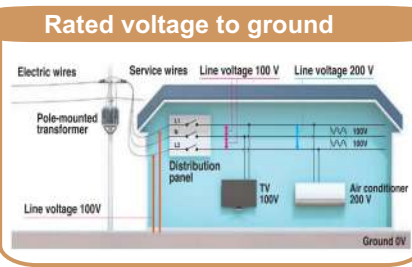 Rated voltage to ground
Electric wires
Service wires
Line voltage 100 V
Line voltage 200 V
Pole-mounted
transformer
L1
N
L2
100V
100V
Distribution
panel
TV
100V
Air conditioner
200 V
Line voltage 100V
Ground 0V